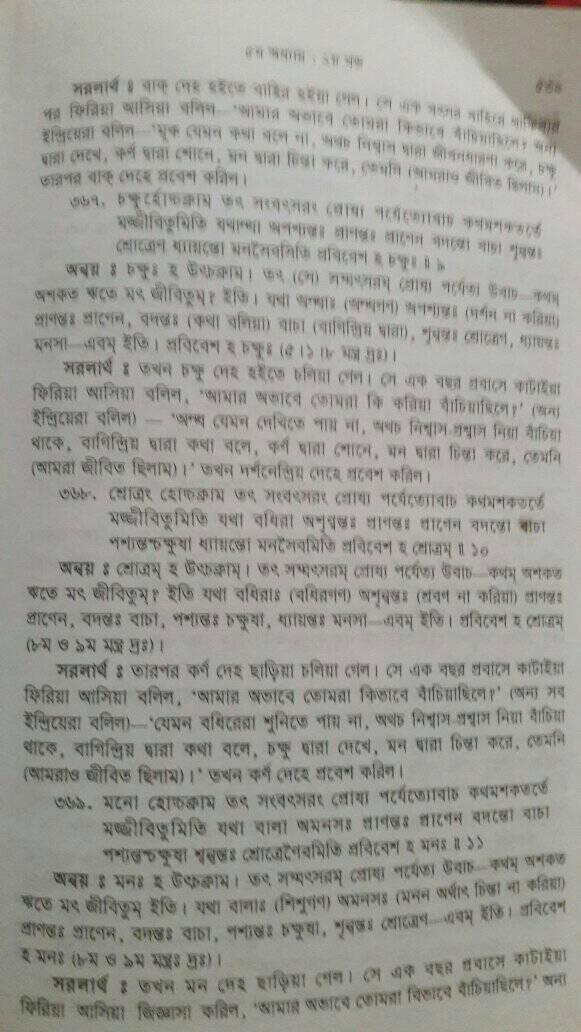 ৫ম অধ্যায় : ১ম খণ্ড
সরলার্থ ঃ বাক্ দেহ হইতে বাহির হইয়া গেল। সে এক বৎসর বাহিরে থাকিবার
পর ফিরিয়া আসিয়া বলিল—'আমার অভাবে তোমরা কিভাবে বাঁচিয়াছিলে?' অন্য
ইন্দ্রিয়েরা বলিল—'মূক যেমন কথা বলে না, অথচ নিশ্বাস দ্বারা জীবনধারণ করে, চক্ষু
দ্বারা দেখে, কর্ণ দ্বারা শোনে, মন দ্বারা চিন্তা করে, তেমনি (আমরাও জীবিত ছিলাম)।'
তারপর বাক্ দেহে প্রবেশ করিল।
৩৬৭. চক্ষুর্হোচ্চক্রাম তৎ সংবৎসরং প্রোষ্য পর্যেত্যোবাচ কথমশকতর্তে
মজ্জীবিতুমিতি যথান্ধা অপশ্যন্তঃ প্রাণন্তঃ প্রাণেন বদন্তো বাচা শৃণ্বন্তঃ
শ্রোত্রেণ ধ্যায়ন্তো মনসৈবমিতি প্রবিবেশ হ চক্ষুঃ॥ ৯
অন্বয় ঃ চক্ষুঃ হ উচ্চক্রাম। তৎ (সে) সম্বৎসরম্ প্রোষ্য পর্যেত্য উবাচ—কথম্
অশকত ঋতে মৎ জীবিতুম্? ইতি। যথা অন্ধাঃ (অন্ধগণ) অপশ্যন্তঃ (দর্শন না করিয়া)
প্রাণন্তঃ প্রাণেন, বদন্তঃ (কথা বলিয়া) বাচা (বাগিন্দ্রিয় দ্বারা), শৃণ্বন্তঃ শ্রোত্রেণ, ধ্যায়ন্তঃ
মনসা—এবম্ ইতি। প্রবিবেশ হ চক্ষুঃ (৫।১।৮ মন্ত্র দ্রঃ)।
সরলার্থ ঃ তখন চক্ষু দেহ হইতে চলিয়া গেল। সে এক বছর প্রবাসে কাটাইয়া
ফিরিয়া আসিয়া বলিল, 'আমার অভাবে তোমরা কি করিয়া বাঁচিয়াছিলে?' (অন্য
ইন্দ্রিয়েরা বলিল) — 'অন্ধ যেমন দেখিতে পায় না, অথচ নিশ্বাস-প্রশ্বাস নিয়া বাঁচিয়া
থাকে, বাগিন্দ্রিয় দ্বারা কথা বলে, কর্ণ দ্বারা শোনে, মন দ্বারা চিন্তা করে, তেমনি
(আমরা জীবিত ছিলাম)।' তখন দর্শনেন্দ্রিয় দেহে প্রবেশ করিল।
৩৬৮. শ্রোত্রং হোচ্চক্রাম তৎ সংবৎসরং প্রোষ্য পর্যেত্যোবাচ কথমশকতর্তে
মজ্জীবিতুমিতি যথা বধিরা অশৃণ্বন্তঃ প্রাণন্তঃ প্রাণেন বদন্তো বাচা
পশ্যন্তশ্চক্ষুষা ধ্যায়ন্তো মনসৈবমিতি প্রবিবেশ হ শ্রোত্রম্॥ ১০
অন্বয় ঃ শ্রোত্রম্ হ উচ্চক্রাম। তৎ সম্বৎসরম্ প্রোষ্য পর্যেত্য উবাচ—কথম্ অশকত
ঋতে মৎ জীবিতুম্? ইতি যথা বধিরাঃ (বধিরগণ) অশৃণ্বন্তঃ (শ্রবণ না করিয়া) প্রাণন্তঃ
প্রাণেন, বদন্তঃ বাচা, পশ্যন্তঃ চক্ষুষা, ধ্যায়ন্তঃ মনসা—এবম্ ইতি। প্রবিবেশ হ শ্রোত্রম্
(৮ম ও ৯ম মন্ত্র দ্রঃ)।
সরলার্থ ঃ তারপর কর্ণ দেহ ছাড়িয়া চলিয়া গেল। সে এক বছর প্রবাসে কাটাইয়া
ফিরিয়া আসিয়া বলিল, 'আমার অভাবে তোমরা কিভাবে বাঁচিয়াছিলে?' (অন্য সব
ইন্দ্রিয়েরা বলিল)—'যেমন বধিরেরা শুনিতে পায় না, অথচ নিশ্বাস-প্রশ্বাস নিয়া বাঁচিয়া
থাকে, বাগিন্দ্রিয় দ্বারা কথা বলে, চক্ষু দ্বারা দেখে, মন দ্বারা চিন্তা করে, তেমনি
(আমরাও জীবিত ছিলাম)।' তখন কর্ণ দেহে প্রবেশ করিল।
৩৬৯. মনো হোচ্চক্রাম তৎ সংবৎসরং প্রোষ্য পর্যেত্যোবাচ কথমশকতর্তে
মজ্জীবিতুমিতি যথা বালা অমনসঃ প্রাণন্তঃ প্রাণেন বদন্তো বাচা
পশ্যন্তশ্চক্ষুষা শৃণ্বন্তঃ শ্রোত্রেণৈবমিতি প্রবিবেশ হ মনঃ॥ ১১
অন্বয় ঃ মনঃ হ উচ্চক্রাম। তৎ সম্বৎসরম্ প্রোষ্য পর্যেত্য উবাচ—কথম্ অশকত
ঋতে মৎ জীবিতুম্ ইতি। যথা বালাঃ (শিশুগণ) অমনসঃ (মনন অর্থাৎ চিন্তা না করিয়া)
প্রাণন্তঃ প্রাণেন, বদন্তঃ বাচা, পশ্যন্তঃ চক্ষুষা, শৃণ্বন্তঃ শ্রোত্রেণ—এবম্ ইতি। প্রবিবেশ
হ মনঃ (৮ম ও ৯ম মন্ত্রঃ দ্রঃ)।
সরলার্থ ঃ তখন মন দেহ ছাড়িয়া গেল। সে এক বছর প্রবাসে কাটাইয়া
ফিরিয়া আসিয়া জিজ্ঞাসা করিল, 'আমার অভাবে তোমরা কিভাবে বাঁচিয়াছিলে?' অন্য